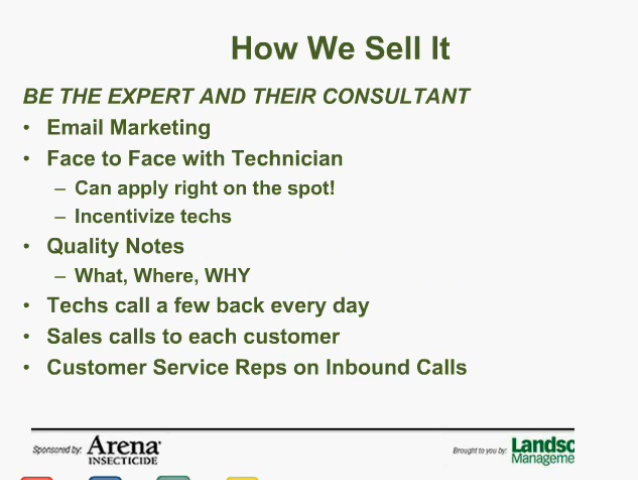 How We Sell It
BE THE EXPERT AND THEIR CONSULTANT
• Email Marketing
• Face to Face with Technician
– Can apply right on the spot!
– Incentivize techs
• Quality Notes
– What, Where, WHY
• Techs call a few back every day
• Sales calls to each customer
• Customer Service Reps on Inbound Calls
Sponsored by: Arena
INSECTICIDE
Brought to you by: Landsc
Manageme